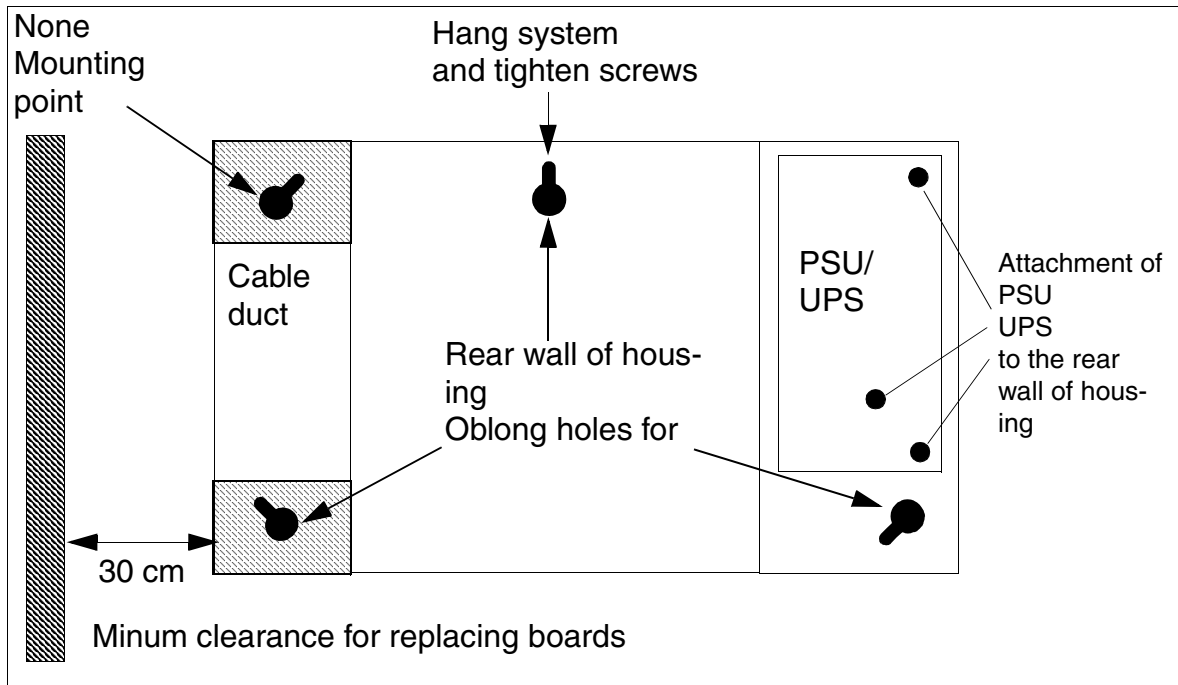 None
Mounting
point
Hang system
and tighten screws
Cable
duct
PSU/
UPS
Attachment of
PSU
UPS
to the rear
wall of hous-
ing
Rear wall of hous-
ing
Oblong holes for
30 cm
Minum clearance for replacing boards